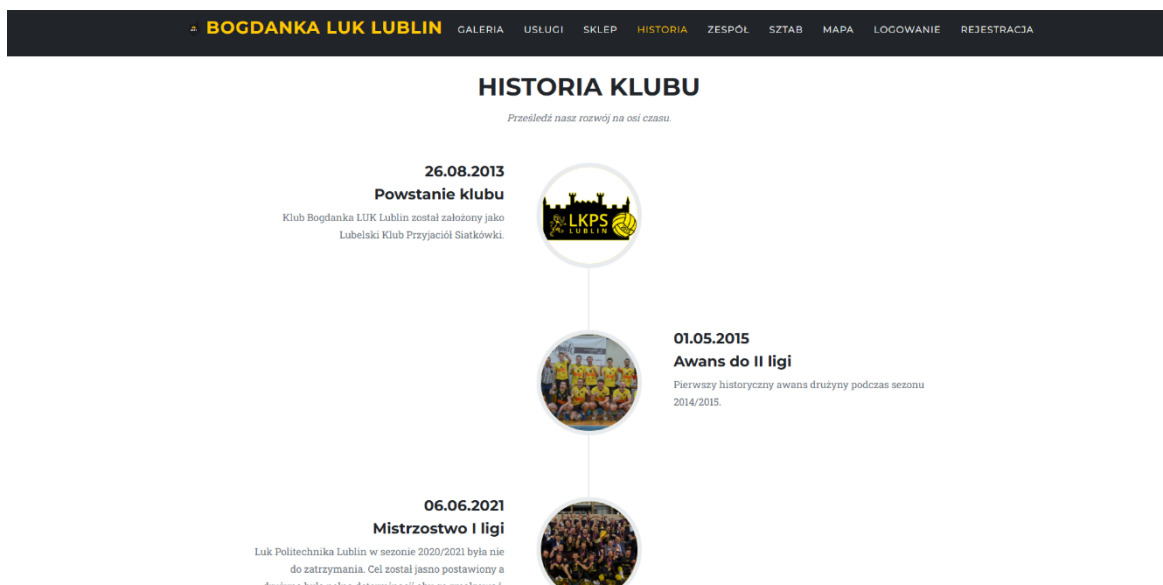 BOGDANKA LUK LUBLIN GALERIA USŁUGI SKLEP HISTORIA ZESPÓŁ SZTAB MAPA LOGOWANIE REJESTRACJA
HISTORIA KLUBU
Prześledź nasz rozwój na osi czasu.
26.08.2013
Powstanie klubu
Klub Bogdanka LUK Lublin został założony jako
Lubelski Klub Przyjaciół Siatkówki.
LKPS
LUBLIN
01.05.2015
Awans do II ligi
Pierwszy historyczny awans drużyny podczas sezonu
2014/2015.
06.06.2021
Mistrzostwo I ligi
Luk Politechnika Lublin w sezonie 2020/2021 była nie
do zatrzymania. Cel został jasno postawiony a